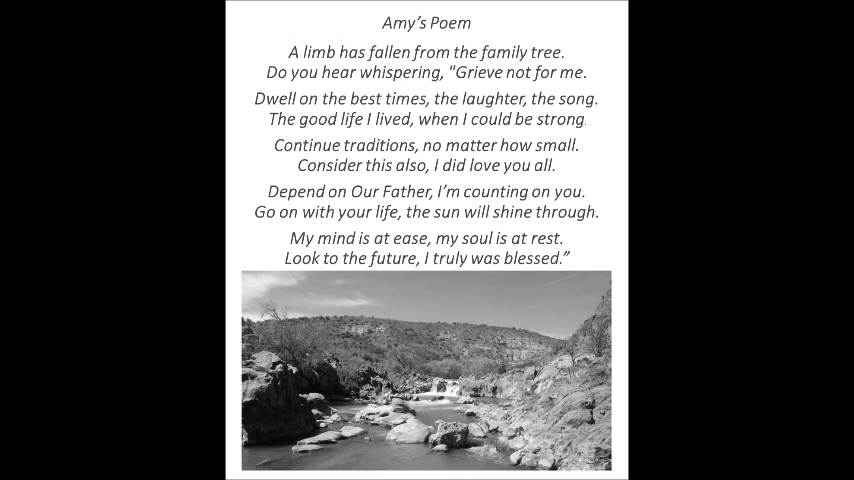 Amy’s Poem
A limb has fallen from the family tree.
Do you hear whispering, "Grieve not for me.
Dwell on the best times, the laughter, the song.
The good life I lived, when I could be strong.
Continue traditions, no matter how small.
Consider this also, I did love you all.
Depend on Our Father, I’m counting on you.
Go on with your life, the sun will shine through.
My mind is at ease, my soul is at rest.
Look to the future, I truly was blessed.”